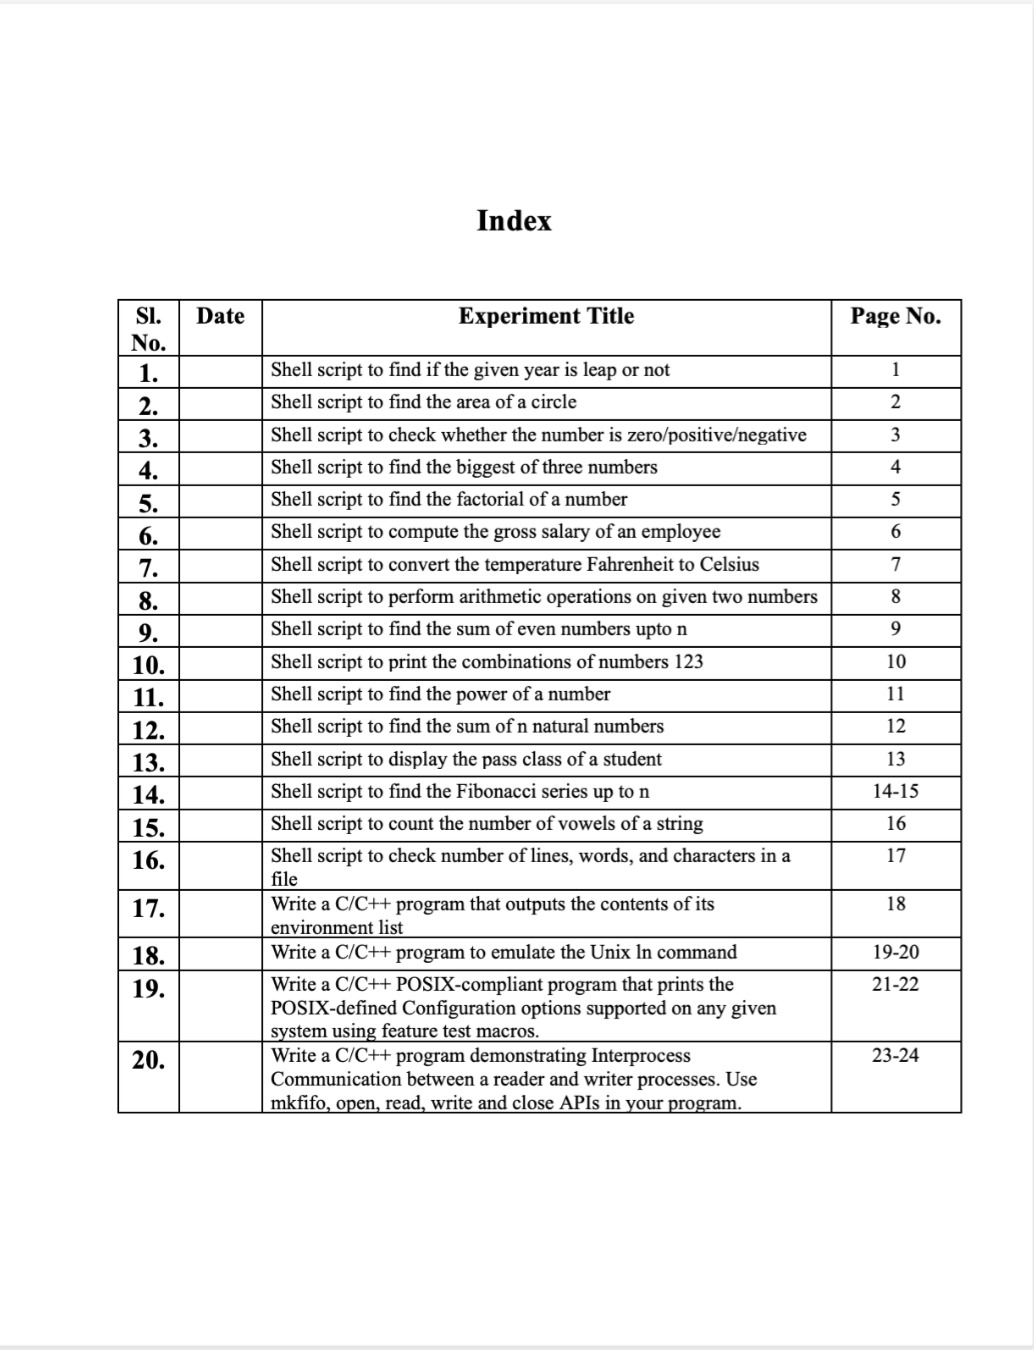 Index
Sl. No. Date Experiment Title Page No.
1. Shell script to find if the given year is leap or not 1
2. Shell script to find the area of a circle 2
3. Shell script to check whether the number is zero/positive/negative 3
4. Shell script to find the biggest of three numbers 4
5. Shell script to find the factorial of a number 5
6. Shell script to compute the gross salary of an employee 6
7. Shell script to convert the temperature Fahrenheit to Celsius 7
8. Shell script to perform arithmetic operations on given two numbers 8
9. Shell script to find the sum of even numbers upto n 9
10. Shell script to print the combinations of numbers 123 10
11. Shell script to find the power of a number 11
12. Shell script to find the sum of n natural numbers 12
13. Shell script to display the pass class of a student 13
14. Shell script to find the Fibonacci series up to n 14-15
15. Shell script to count the number of vowels of a string 16
16. Shell script to check number of lines, words, and characters in a 17
file
17. Write a C/C++ program that outputs the contents of its 18
environment list
18. Write a C/C++ program to emulate the Unix ln command 19-20
19. Write a C/C++ POSIX-compliant program that prints the 21-22
POSIX-defined Configuration options supported on any given
system using feature test macros.
20. Write a C/C++ program demonstrating Interprocess 23-24
Communication between a reader and writer processes. Use
mkfifo, open, read, write and close APIs in your program.